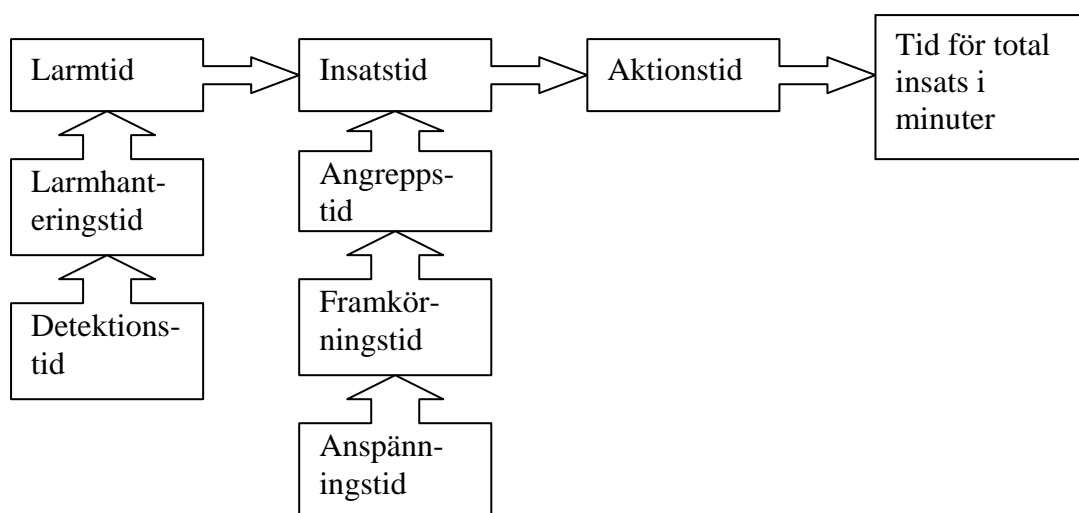 Larmtid
Insatstid
Aktionstid
Tid för total
insats i
minuter
Larmhant-
eringstid
Angrepps-
tid
Detektions-
tid
Framkör-
ningstid
Anspänn-
ingstid